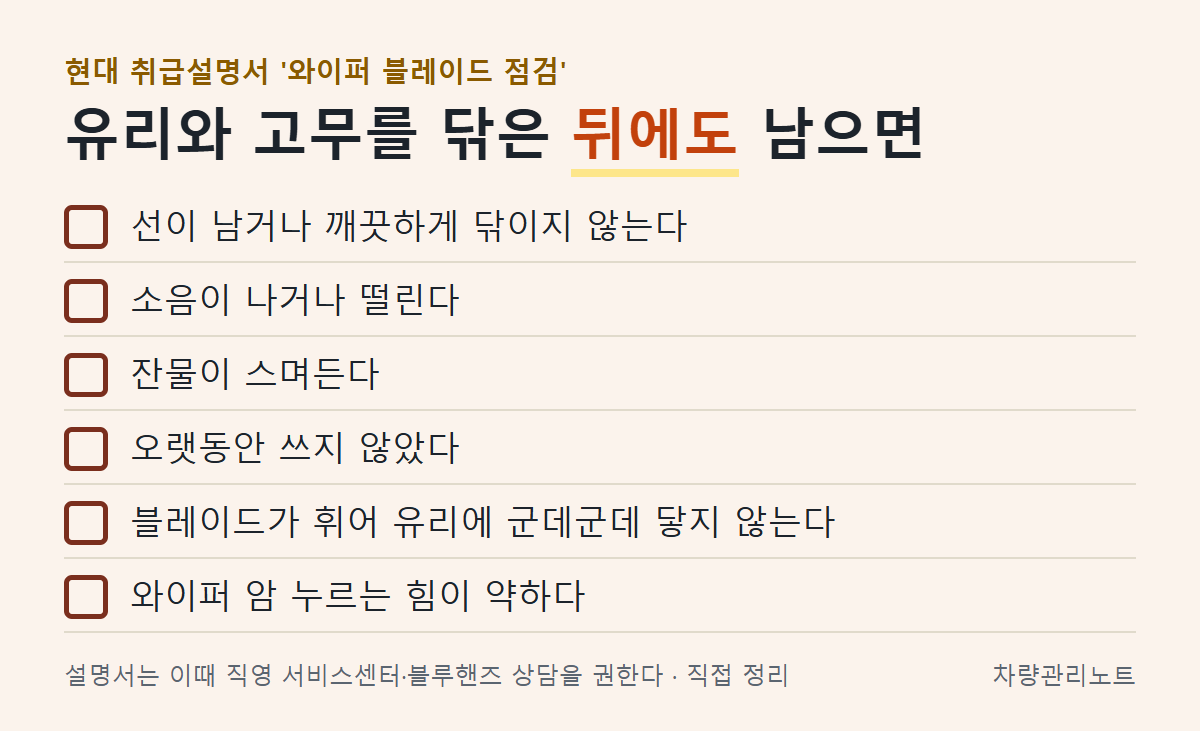 현대 취급설명서 '와이퍼 블레이드 점검'
유리와 고무를 닦은 뒤에도 남으면
선이 남거나 깨끗하게 닦이지 않는다
소음이 나거나 떨린다
잔물이 스며든다
오랫동안 쓰지 않았다
블레이드가 휘어 유리에 군데군데 닿지 않는다
와이퍼 암 누르는 힘이 약하다
설명서는 이때 직영 서비스센터·블루핸즈 상담을 권한다 · 직접 정리
차량관리노트